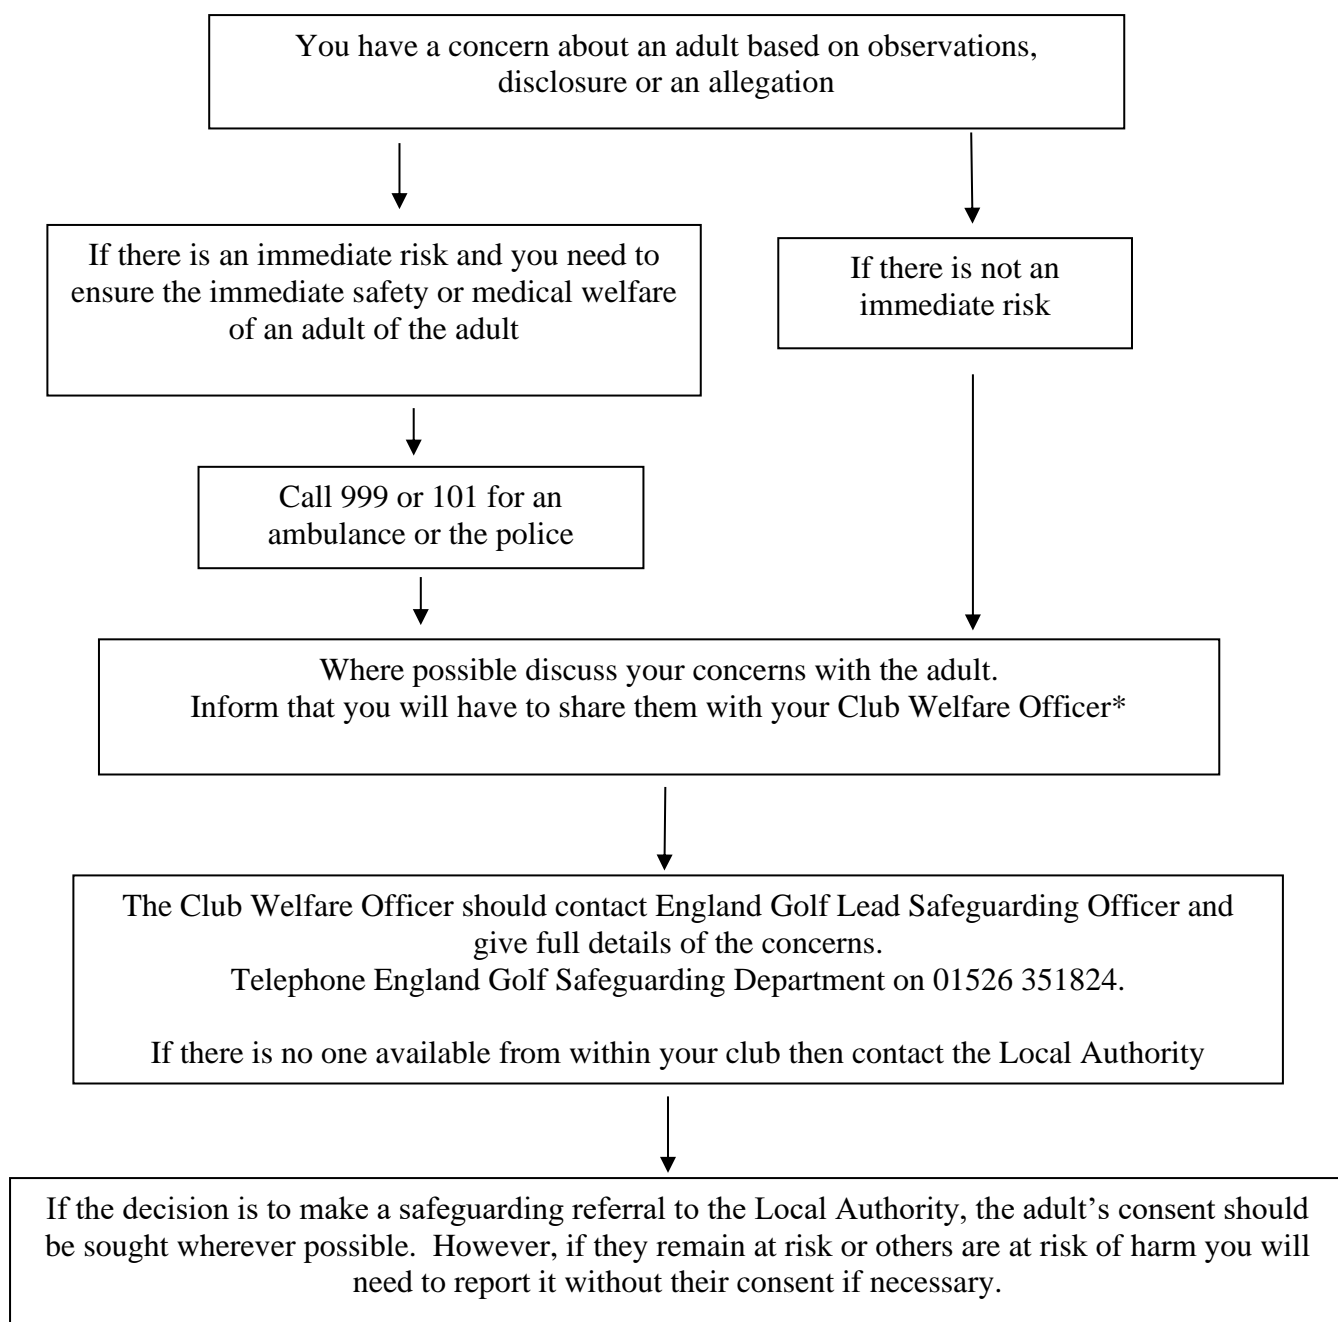 You have a concern about an adult based on observations,
disclosure or an allegation
If there is an immediate risk and you need to
ensure the immediate safety or medical welfare
of an adult of the adult
If there is not an
immediate risk
Call 999 or 101 for an
ambulance or the police
Where possible discuss your concerns with the adult.
Inform that you will have to share them with your Club Welfare Officer*
The Club Welfare Officer should contact England Golf Lead Safeguarding Officer and
give full details of the concerns.
Telephone England Golf Safeguarding Department on 01526 351824.
If there is no one available from within your club then contact the Local Authority
If the decision is to make a safeguarding referral to the Local Authority, the adult’s consent should
be sought wherever possible.  However, if they remain at risk or others are at risk of harm you will
need to report it without their consent if necessary.